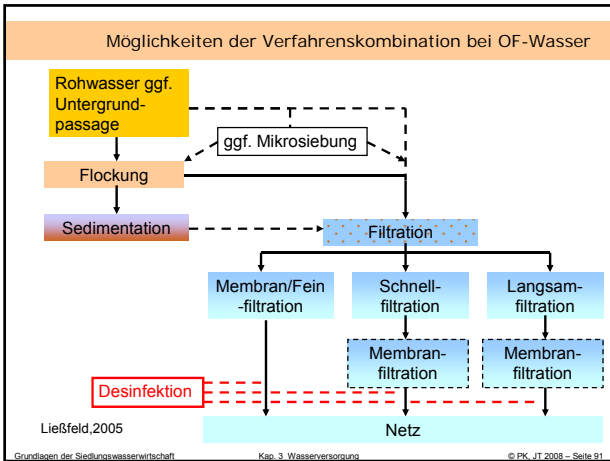 Möglichkeiten der Verfahrenskombination bei OF-Wasser
Rohwasser ggf.
Untergrund-
passage
ggf. Mikrosiebung
Flockung
Sedimentation
Filtration
Membran/Fein
-filtration
Schnell-
filtration
Langsam-
filtration
Membran-
filtration
Membran-
filtration
Desinfektion
Ließfeld,2005
Netz
Grundlagen der Siedlungswasserwirtschaft
Kap. 3 Wasserversorgung
© PK, JT 2008 – Seite 91